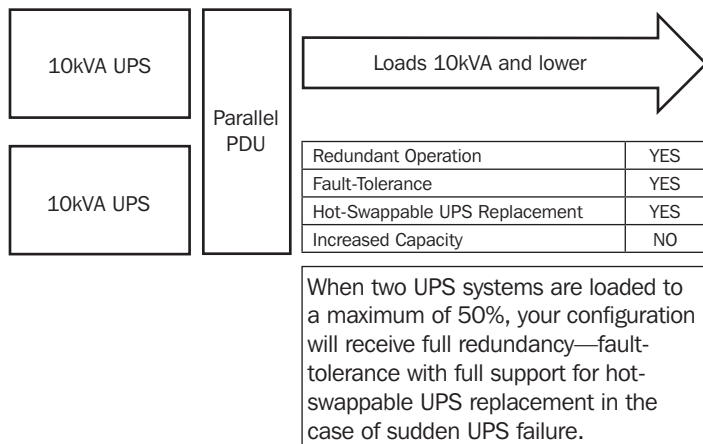 10kVA UPS
10kVA UPS
Parallel
PDU
Loads 10kVA and lower
Redundant Operation YES
Fault-Tolerance YES
Hot-Swappable UPS Replacement YES
Increased Capacity NO
When two UPS systems are loaded to
a maximum of 50%, your configuration
will receive full redundancy—fault-
tolerance with full support for hot-
swappable UPS replacement in the
case of sudden UPS failure.